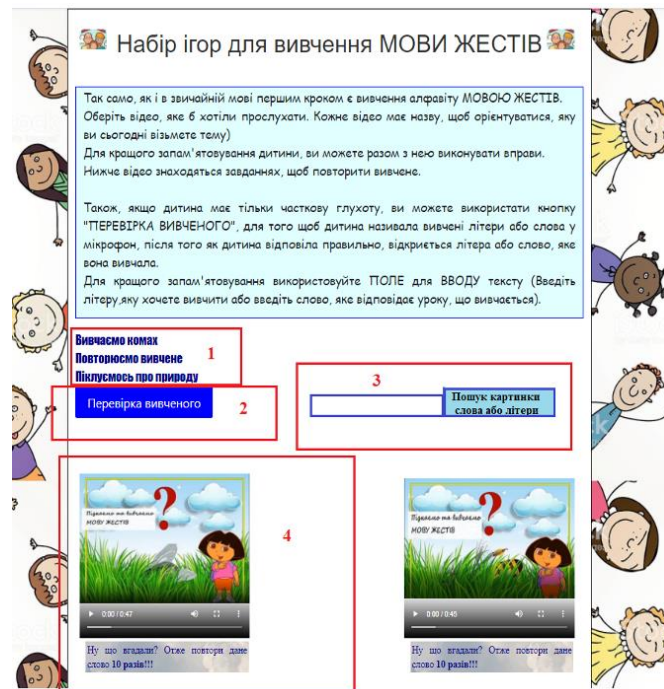 Набір ігор для вивчення МОВИ ЖЕСТІВ
Так само, як і в звичайній мові першим кроком є вивчення алфавіту МОВОЮ ЖЕСТІВ.
Оберіть відео, яке б хотіли прослухати. Кожне відео має назву, щоб орієнтуватися, яку
ви сьогодні візьмете тему)
Для кращого запам'ятовування дитини, ви можете разом з нею виконувати вправи.
Нижче відео знаходяться завданнях, щоб повторити вивчене.
Також, якщо дитина має тільки часткову глухоту, ви можете використати кнопку
"ПЕРЕВІРКА ВИВЧЕНОГО", для того щоб дитина називала вивчені літери або слова у
мікрофон, після того як дитина відповіла правильно, відкриється літера або слово, яке
вона вивчала.
Для кращого запам'ятовування використовуйте ПОЛЕ для ВВОДУ тексту (Введіть
літеру,яку хочете вивчити або введіть слово, яке відповідає уроку, що вивчається).
Вивчаємо комах
Повторюємо вивчене
Піклуємось про природу
1
Перевірка вивченого
2
3
Пошук картинки
слова або літери
4
?
МОВУ ЖЕСТІВ
0:00 / 0:47
Ну що вгадали? Отже повтори дане
слово 10 разів!!!
?
МОВУ ЖЕСТІВ
0:00 / 0:45
Ну що вгадали? Отже повтори дане
слово 10 разів!!!